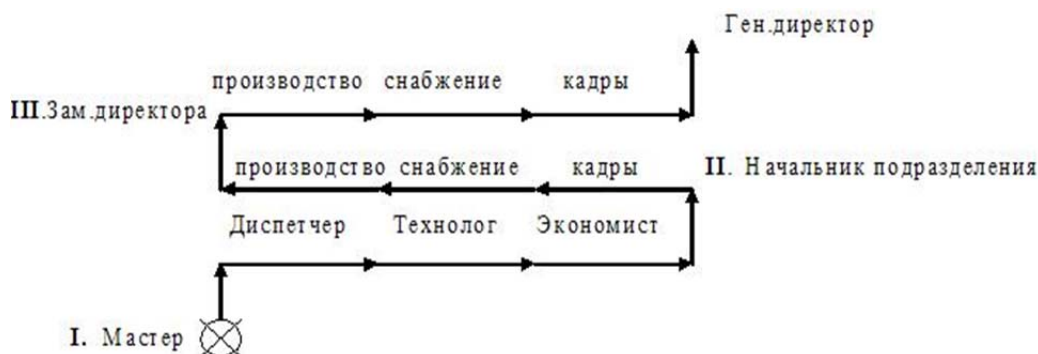 Ген.директор
производство снабжение кадры
III.Зам.директора
производство снабжение кадры
II. Начальник подразделения
Диспетчер Технолог Экономист
I. Мастер